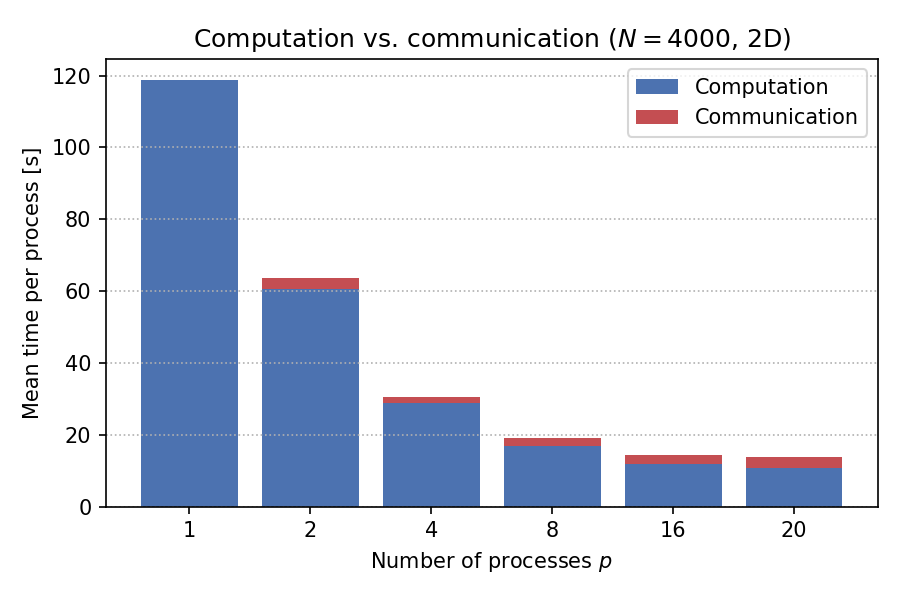 Computation vs. communication (N = 4000, 2D)
Computation
Communication
Mean time per process [s]
120
100
80
60
40
20
0
1 2 4 8 16 20
Number of processes p